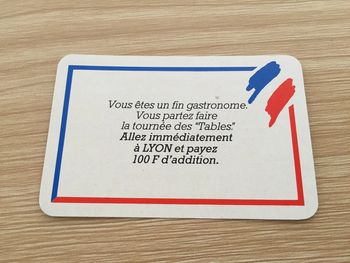 Vous êtes un fin gastronome.
Vous partez faire
la tournée des "Tables."
Allez immédiatement
à LYON et payez
100 F d'addition.